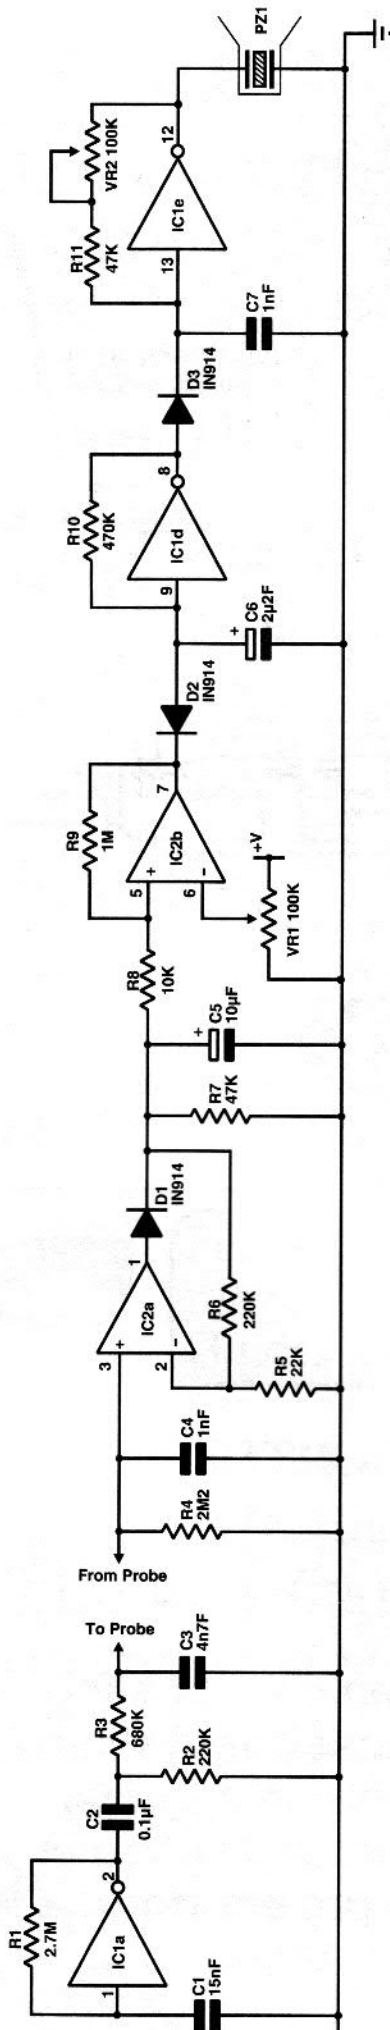 R1
2.7M
1
2
IC1a
C1
15nF
C2
0.1µF
R3
680K
R2
220K
To Probe
C3
4n7F
From Probe
R4
2M2
C4
1nF
3
+
2
−
1
IC2a
R5
22K
R6
220K
D1
IN914
R7
47K
+
C5
10µF
R8
10K
R9
1M
5
+
6
−
7
IC2b
+V
VR1 100K
D2
IN914
+
C6
2µ2F
R10
470K
9
8
IC1d
D3
IN914
C7
1nF
R11
47K
VR2 100K
13
12
IC1e
PZ1